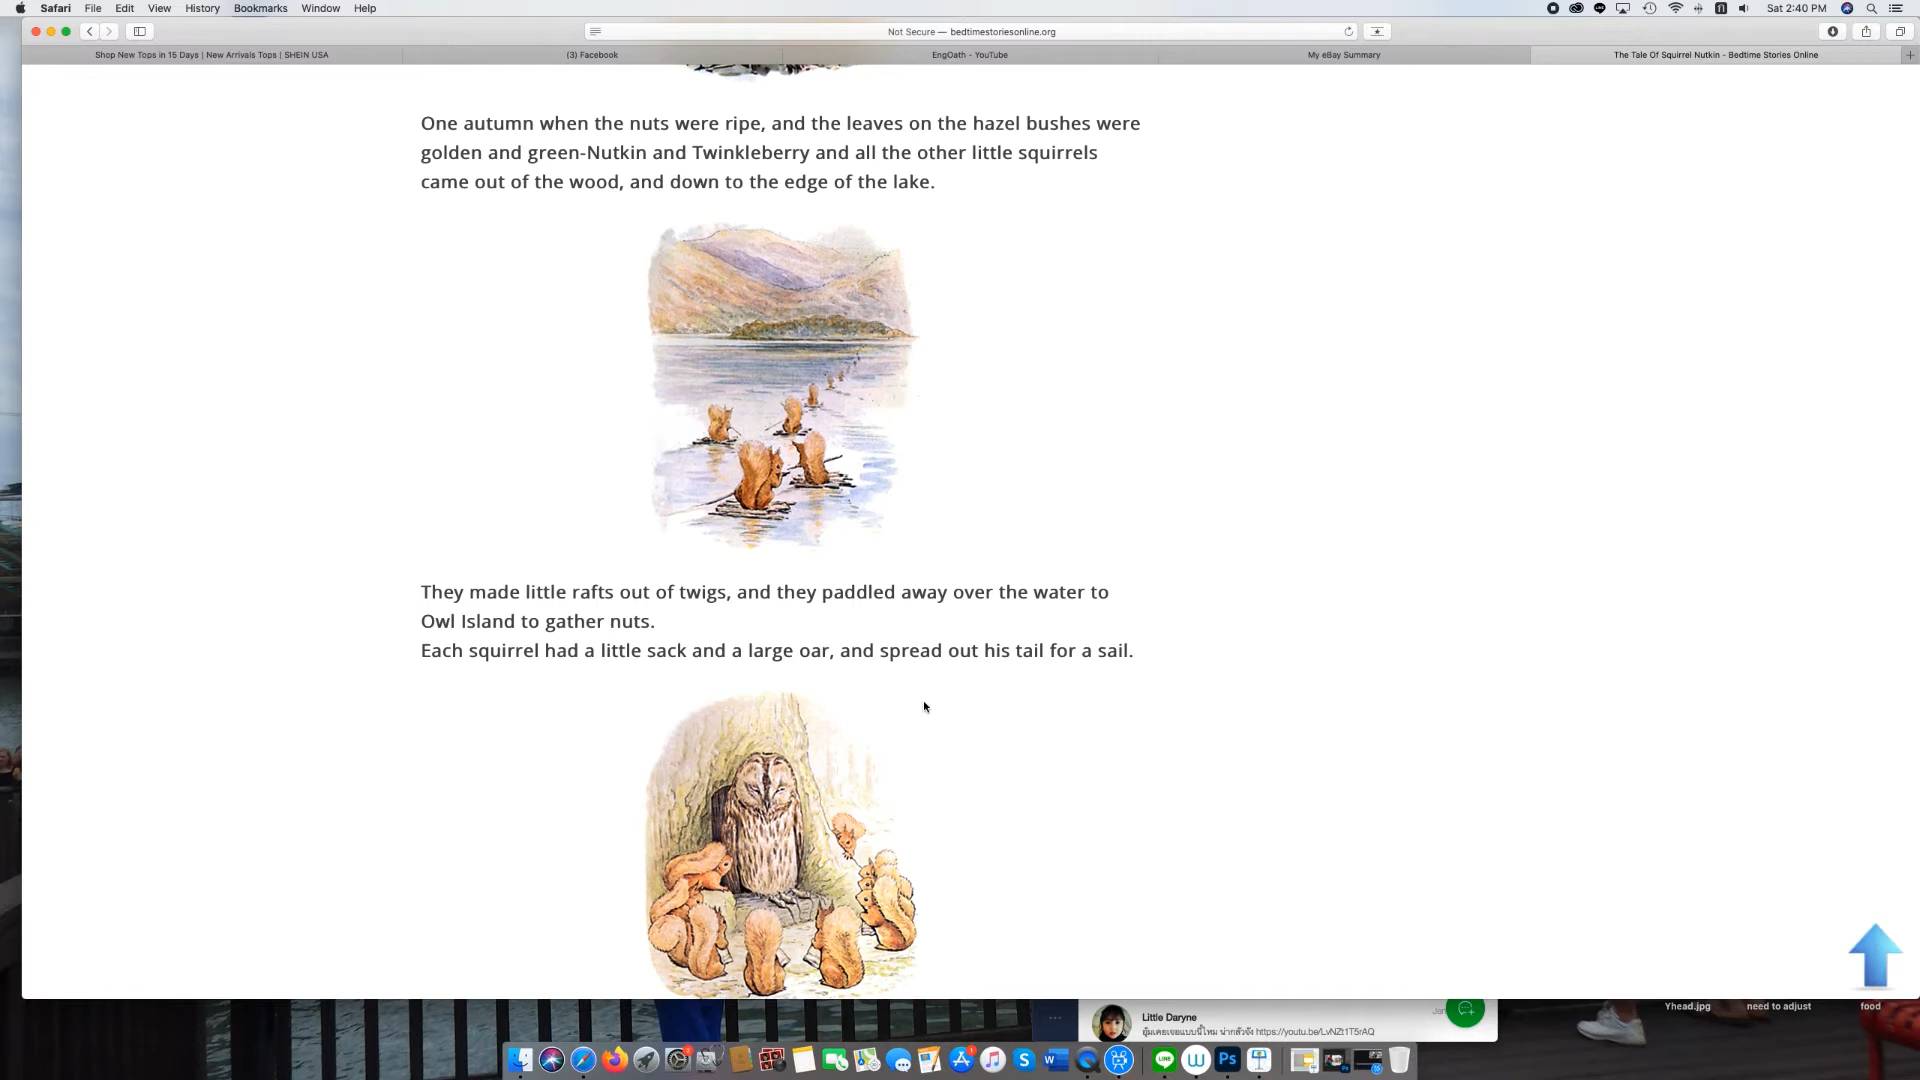 Safari File Edit View History Bookmarks Window Help Sat 2:40 PM
Not Secure — bedtimestoriesonline.org
Shop New Tops in 15 Days | New Arrivals Tops | SHEIN USA (3) Facebook EngOath - YouTube My eBay Summary The Tale Of Squirrel Nutkin - Bedtime Stories Online
One autumn when the nuts were ripe, and the leaves on the hazel bushes were
golden and green-Nutkin and Twinkleberry and all the other little squirrels
came out of the wood, and down to the edge of the lake.
They made little rafts out of twigs, and they paddled away over the water to
Owl Island to gather nuts.
Each squirrel had a little sack and a large oar, and spread out his tail for a sail.
Yhead.jpg need to adjust food
Little Daryne
https://youtu.be/LvNZt1T5rAQ